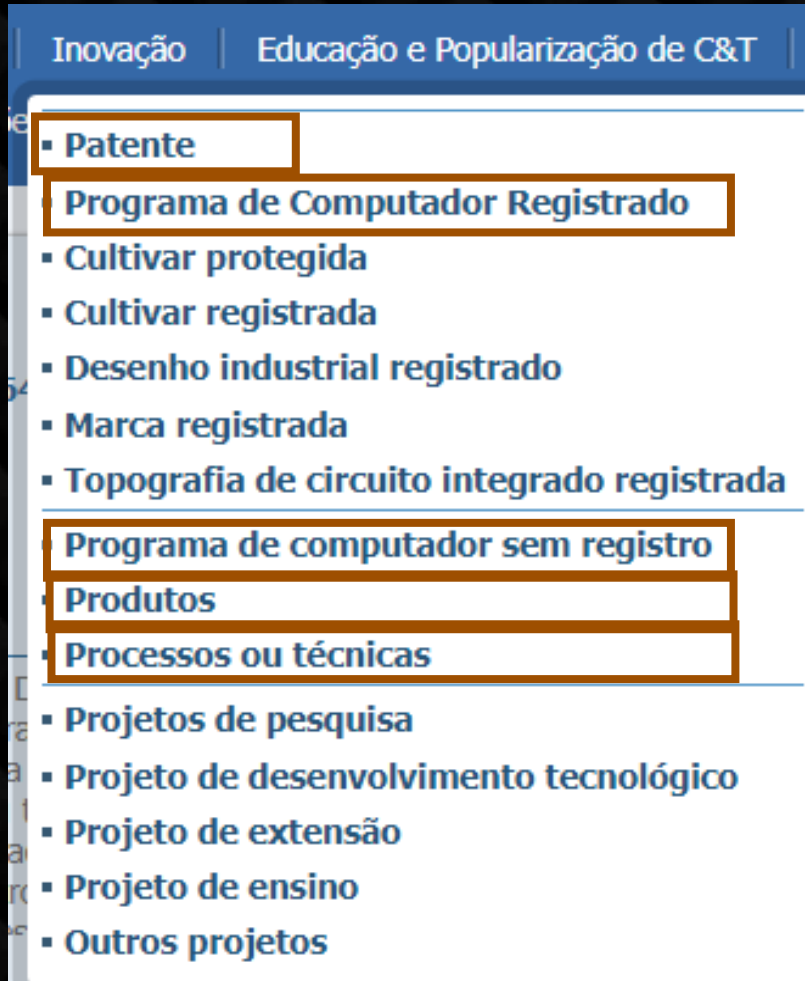 Inovação | Educação e Popularização de C&T |
▪ Patente
▪ Programa de Computador Registrado
▪ Cultivar protegida
▪ Cultivar registrada
▪ Desenho industrial registrado
▪ Marca registrada
▪ Topografia de circuito integrado registrada
▪ Programa de computador sem registro
▪ Produtos
▪ Processos ou técnicas
▪ Projetos de pesquisa
▪ Projeto de desenvolvimento tecnológico
▪ Projeto de extensão
▪ Projeto de ensino
▪ Outros projetos